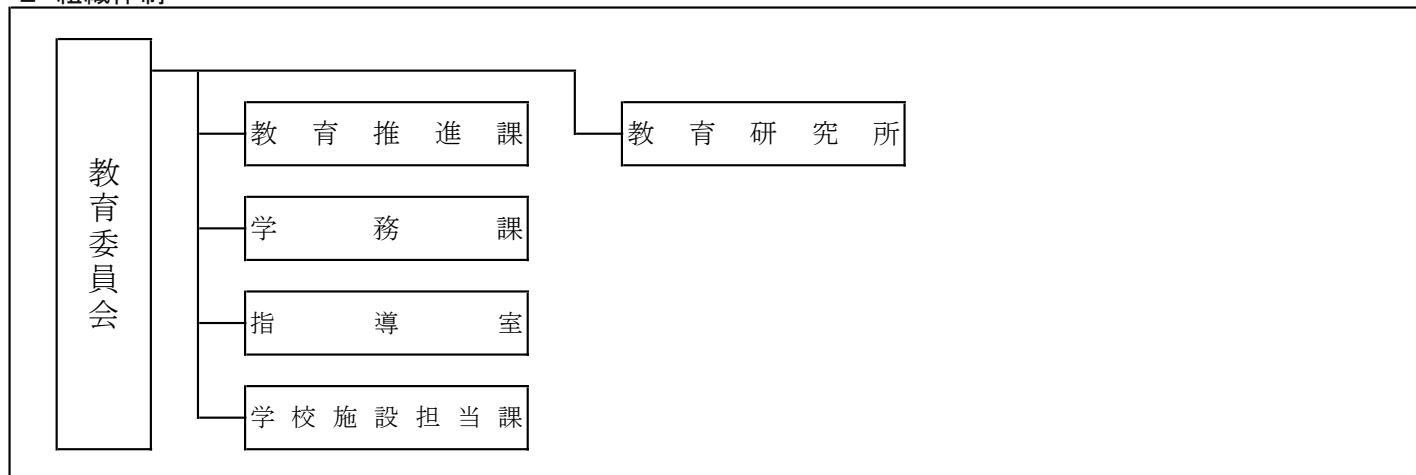 教育委員会
教育推進課 教育研究所
学務課
指導室
学校施設担当課